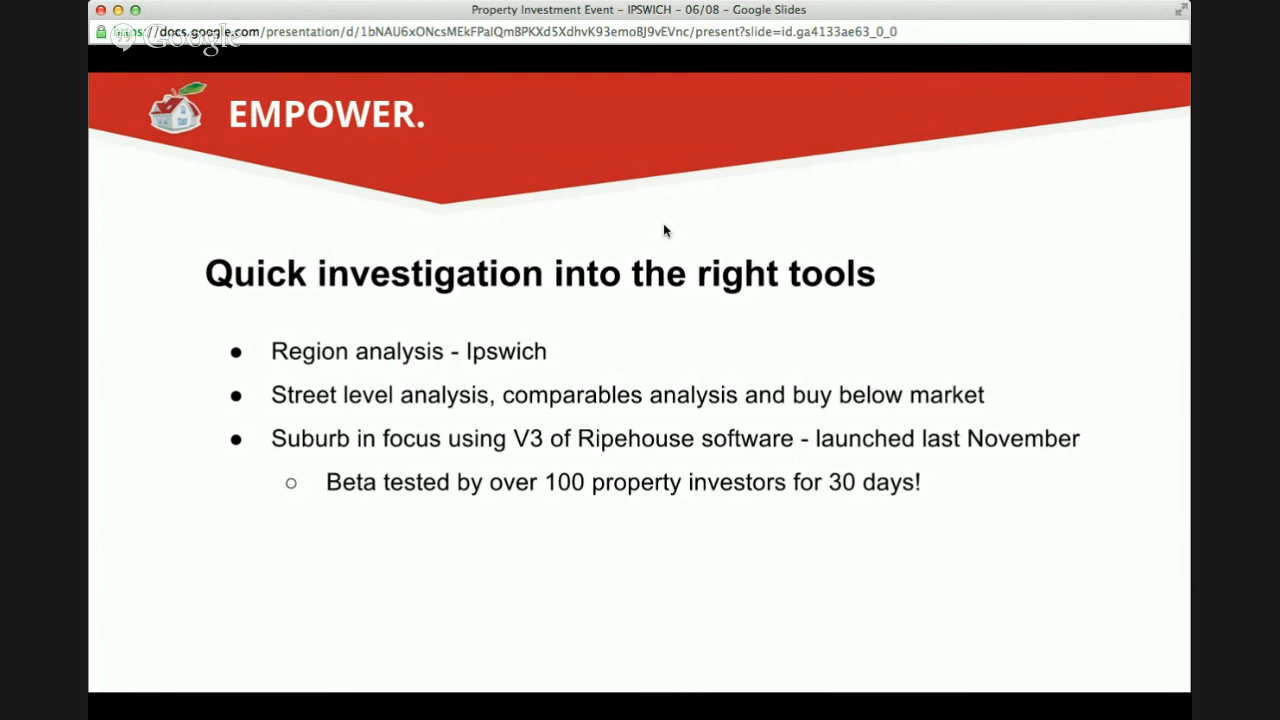 Property Investment Event – IPSWICH – 06/08 – Google Slides
https://docs.google.com/presentation/d/1bNAU6xONcsMEkFPalQmBPKXd5XdhvK93emoBJ9vEVnc/present?slide=id.ga4133ae63_0_0
Google
EMPOWER.
Quick investigation into the right tools
● Region analysis - Ipswich
● Street level analysis, comparables analysis and buy below market
● Suburb in focus using V3 of Ripehouse software - launched last November
○ Beta tested by over 100 property investors for 30 days!